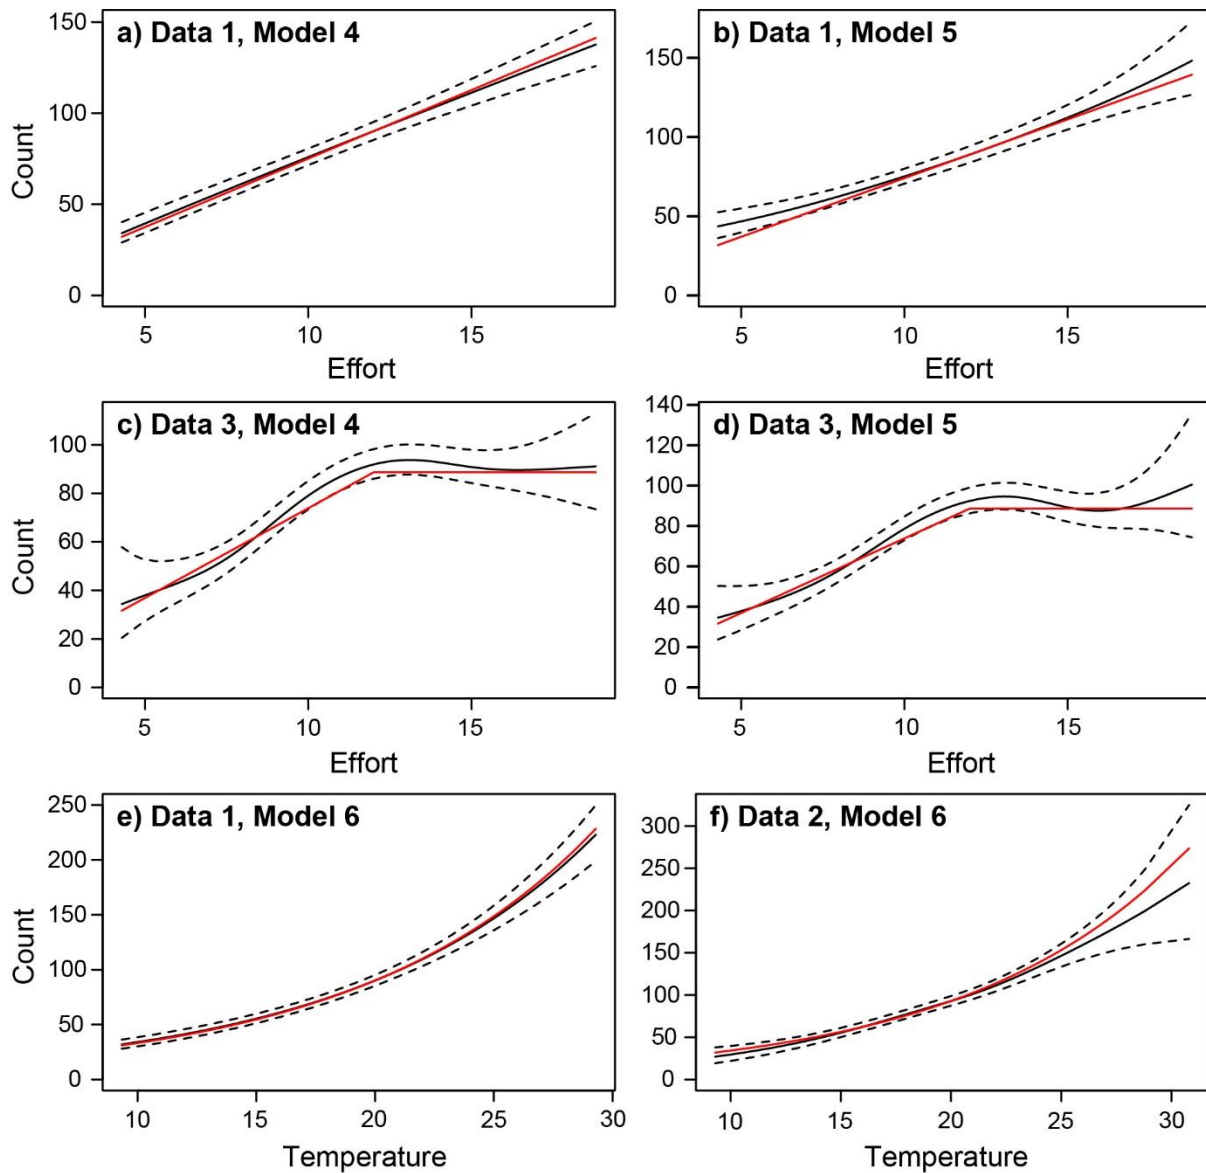 a) Data 1, Model 4
150
100
50
0
Count
5 10 15
Effort
b) Data 1, Model 5
150
100
50
0
5 10 15
Effort
c) Data 3, Model 4
100
80
60
40
20
0
Count
5 10 15
Effort
d) Data 3, Model 5
140
120
100
80
60
40
20
0
5 10 15
Effort
e) Data 1, Model 6
250
200
150
100
50
0
Count
10 15 20 25 30
Temperature
f) Data 2, Model 6
300
250
200
150
100
50
0
10 15 20 25 30
Temperature